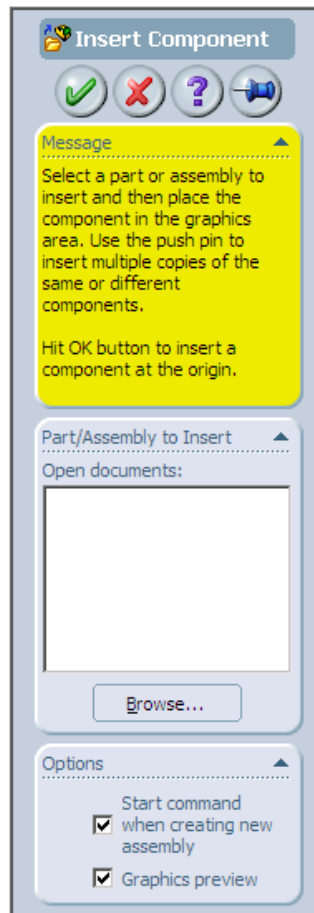 Insert Component
?
Message
Select a part or assembly to
insert and then place the
component in the graphics
area. Use the push pin to
insert multiple copies of the
same or different
components.
Hit OK button to insert a
component at the origin.
Part/Assembly to Insert
Open documents:
Browse...
Options
Start command
when creating new
assembly
Graphics preview